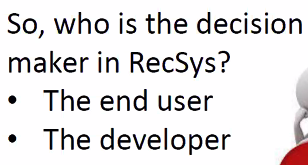 So, who is the decision
maker in RecSys?
• The end user
• The developer